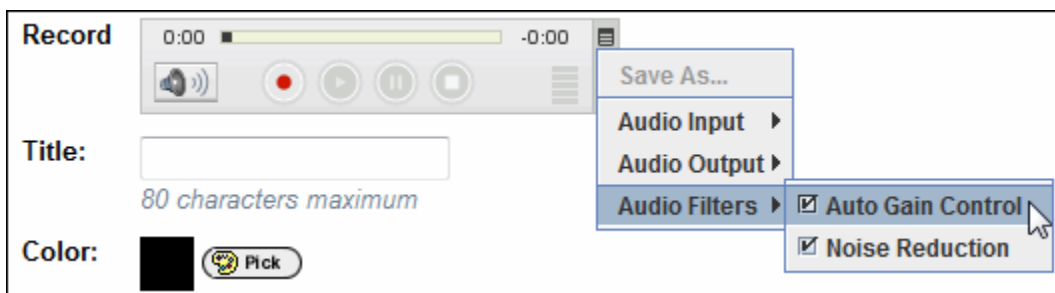 Record
0:00
-0:00
Save As...
Audio Input
Audio Output
Audio Filters
Auto Gain Control
Noise Reduction
Title:
80 characters maximum
Color:
Pick